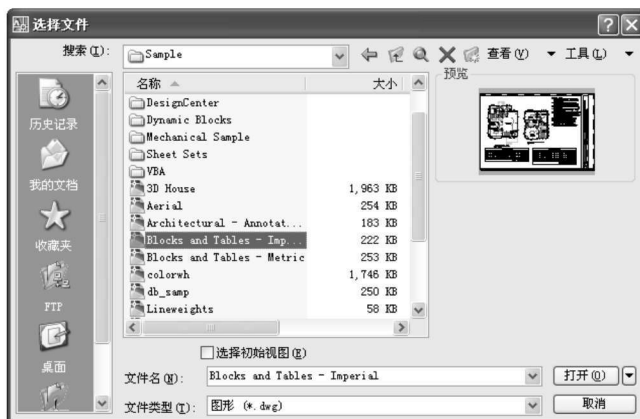 选择文件
搜索(I): Sample 查看(V) 工具(L)
历史记录
我的文档
收藏夹
FTP
桌面
名称 大小
DesignCenter
Dynamic Blocks
Mechanical Sample
Sheet Sets
VBA
3D House 1,963 KB
Aerial 254 KB
Architectural - Annotat... 183 KB
Blocks and Tables - Imp... 222 KB
Blocks and Tables - Metric 253 KB
colorwh 1,746 KB
db_samp 250 KB
Lineweights 58 KB
预览
选择初始视图(E)
文件名(N): Blocks and Tables - Imperial 打开(O)
文件类型(T): 图形 (*.dwg) 取消